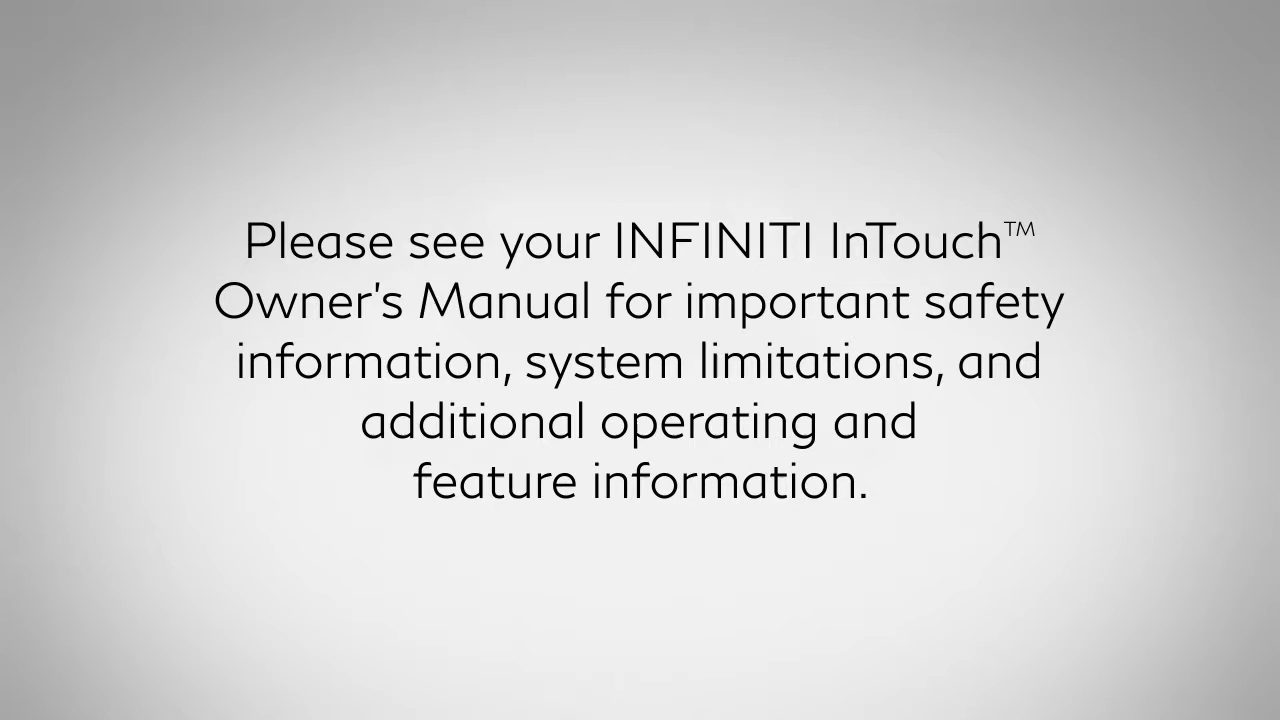 Please see your INFINITI InTouch™
Owner's Manual for important safety
information, system limitations, and
additional operating and
feature information.